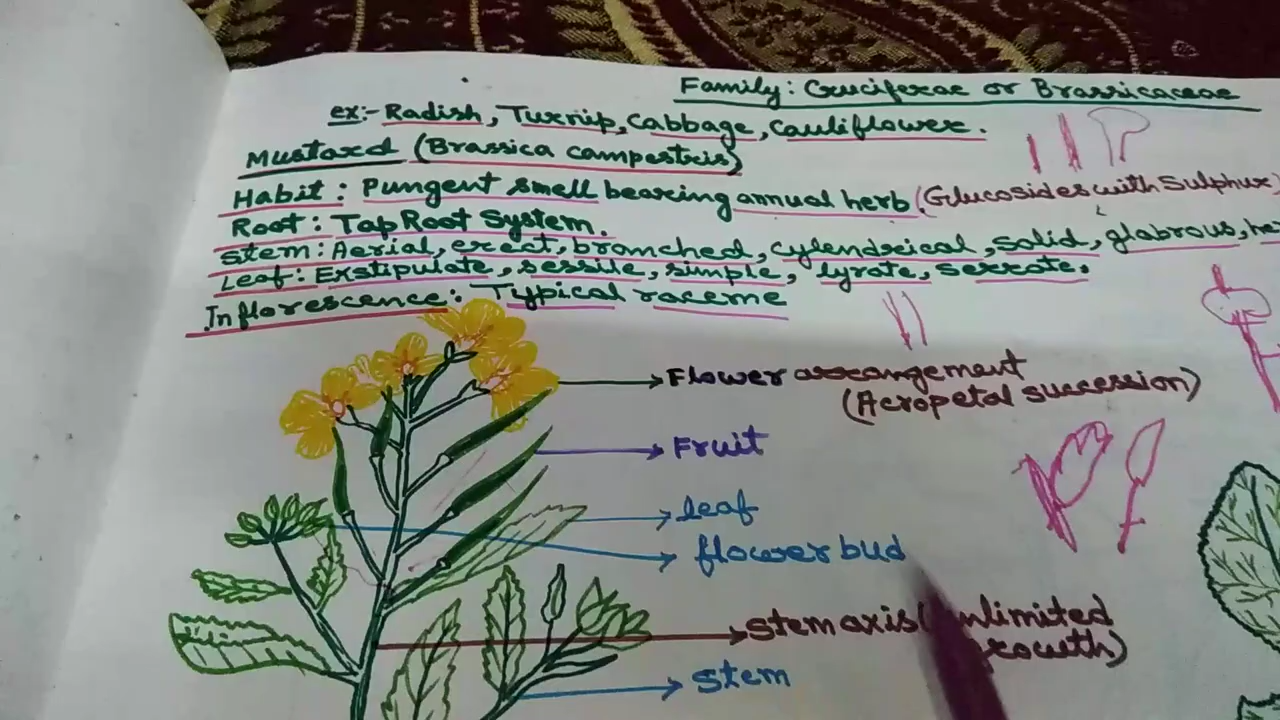 Family: Cruciferae or Brassicaceae
ex:- Radish, Turnip, Cabbage, Cauliflower.
Mustard (Brassica campestris)
Habit: Pungent smell bearing annual herb (Glucosides with Sulphur)
Root: Tap Root System.
Stem: Aerial, erect, branched, cylendrical, solid, glabrous,
Leaf: Exstipulate, sessile, simple, lyrate, serrate.
Inflorescence: Typical raceme
Flower arrangement
(Acropetal succession)
Fruit
leaf
flower bud
stem axis
stem